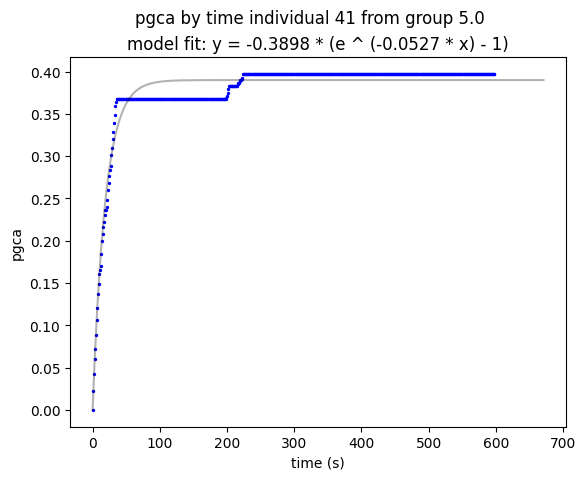 pgca by time individual 41 from group 5.0
model fit: y = -0.3898 * (e ^ (-0.0527 * x) - 1)
0.40
0.35
0.30
0.25
0.20
0.15
0.10
0.05
0.00
pgca
0 100 200 300 400 500 600 700
time (s)